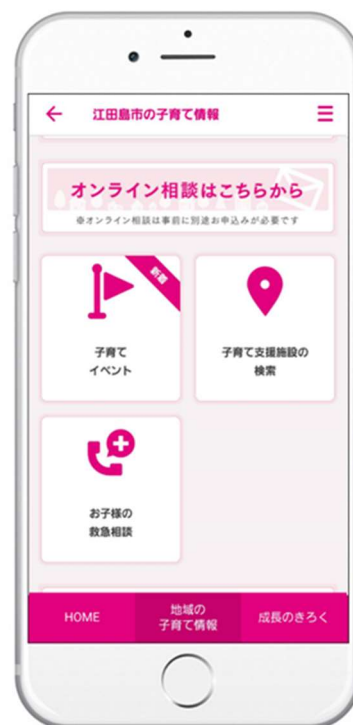 江田島市の子育て情報
オンライン相談はこちらから
※オンライン相談は事前に別途お申込みが必要です
新着
子育て
イベント
子育て支援施設の
検索
お子様の
救急相談
HOME
地域の
子育て情報
成長のきろく